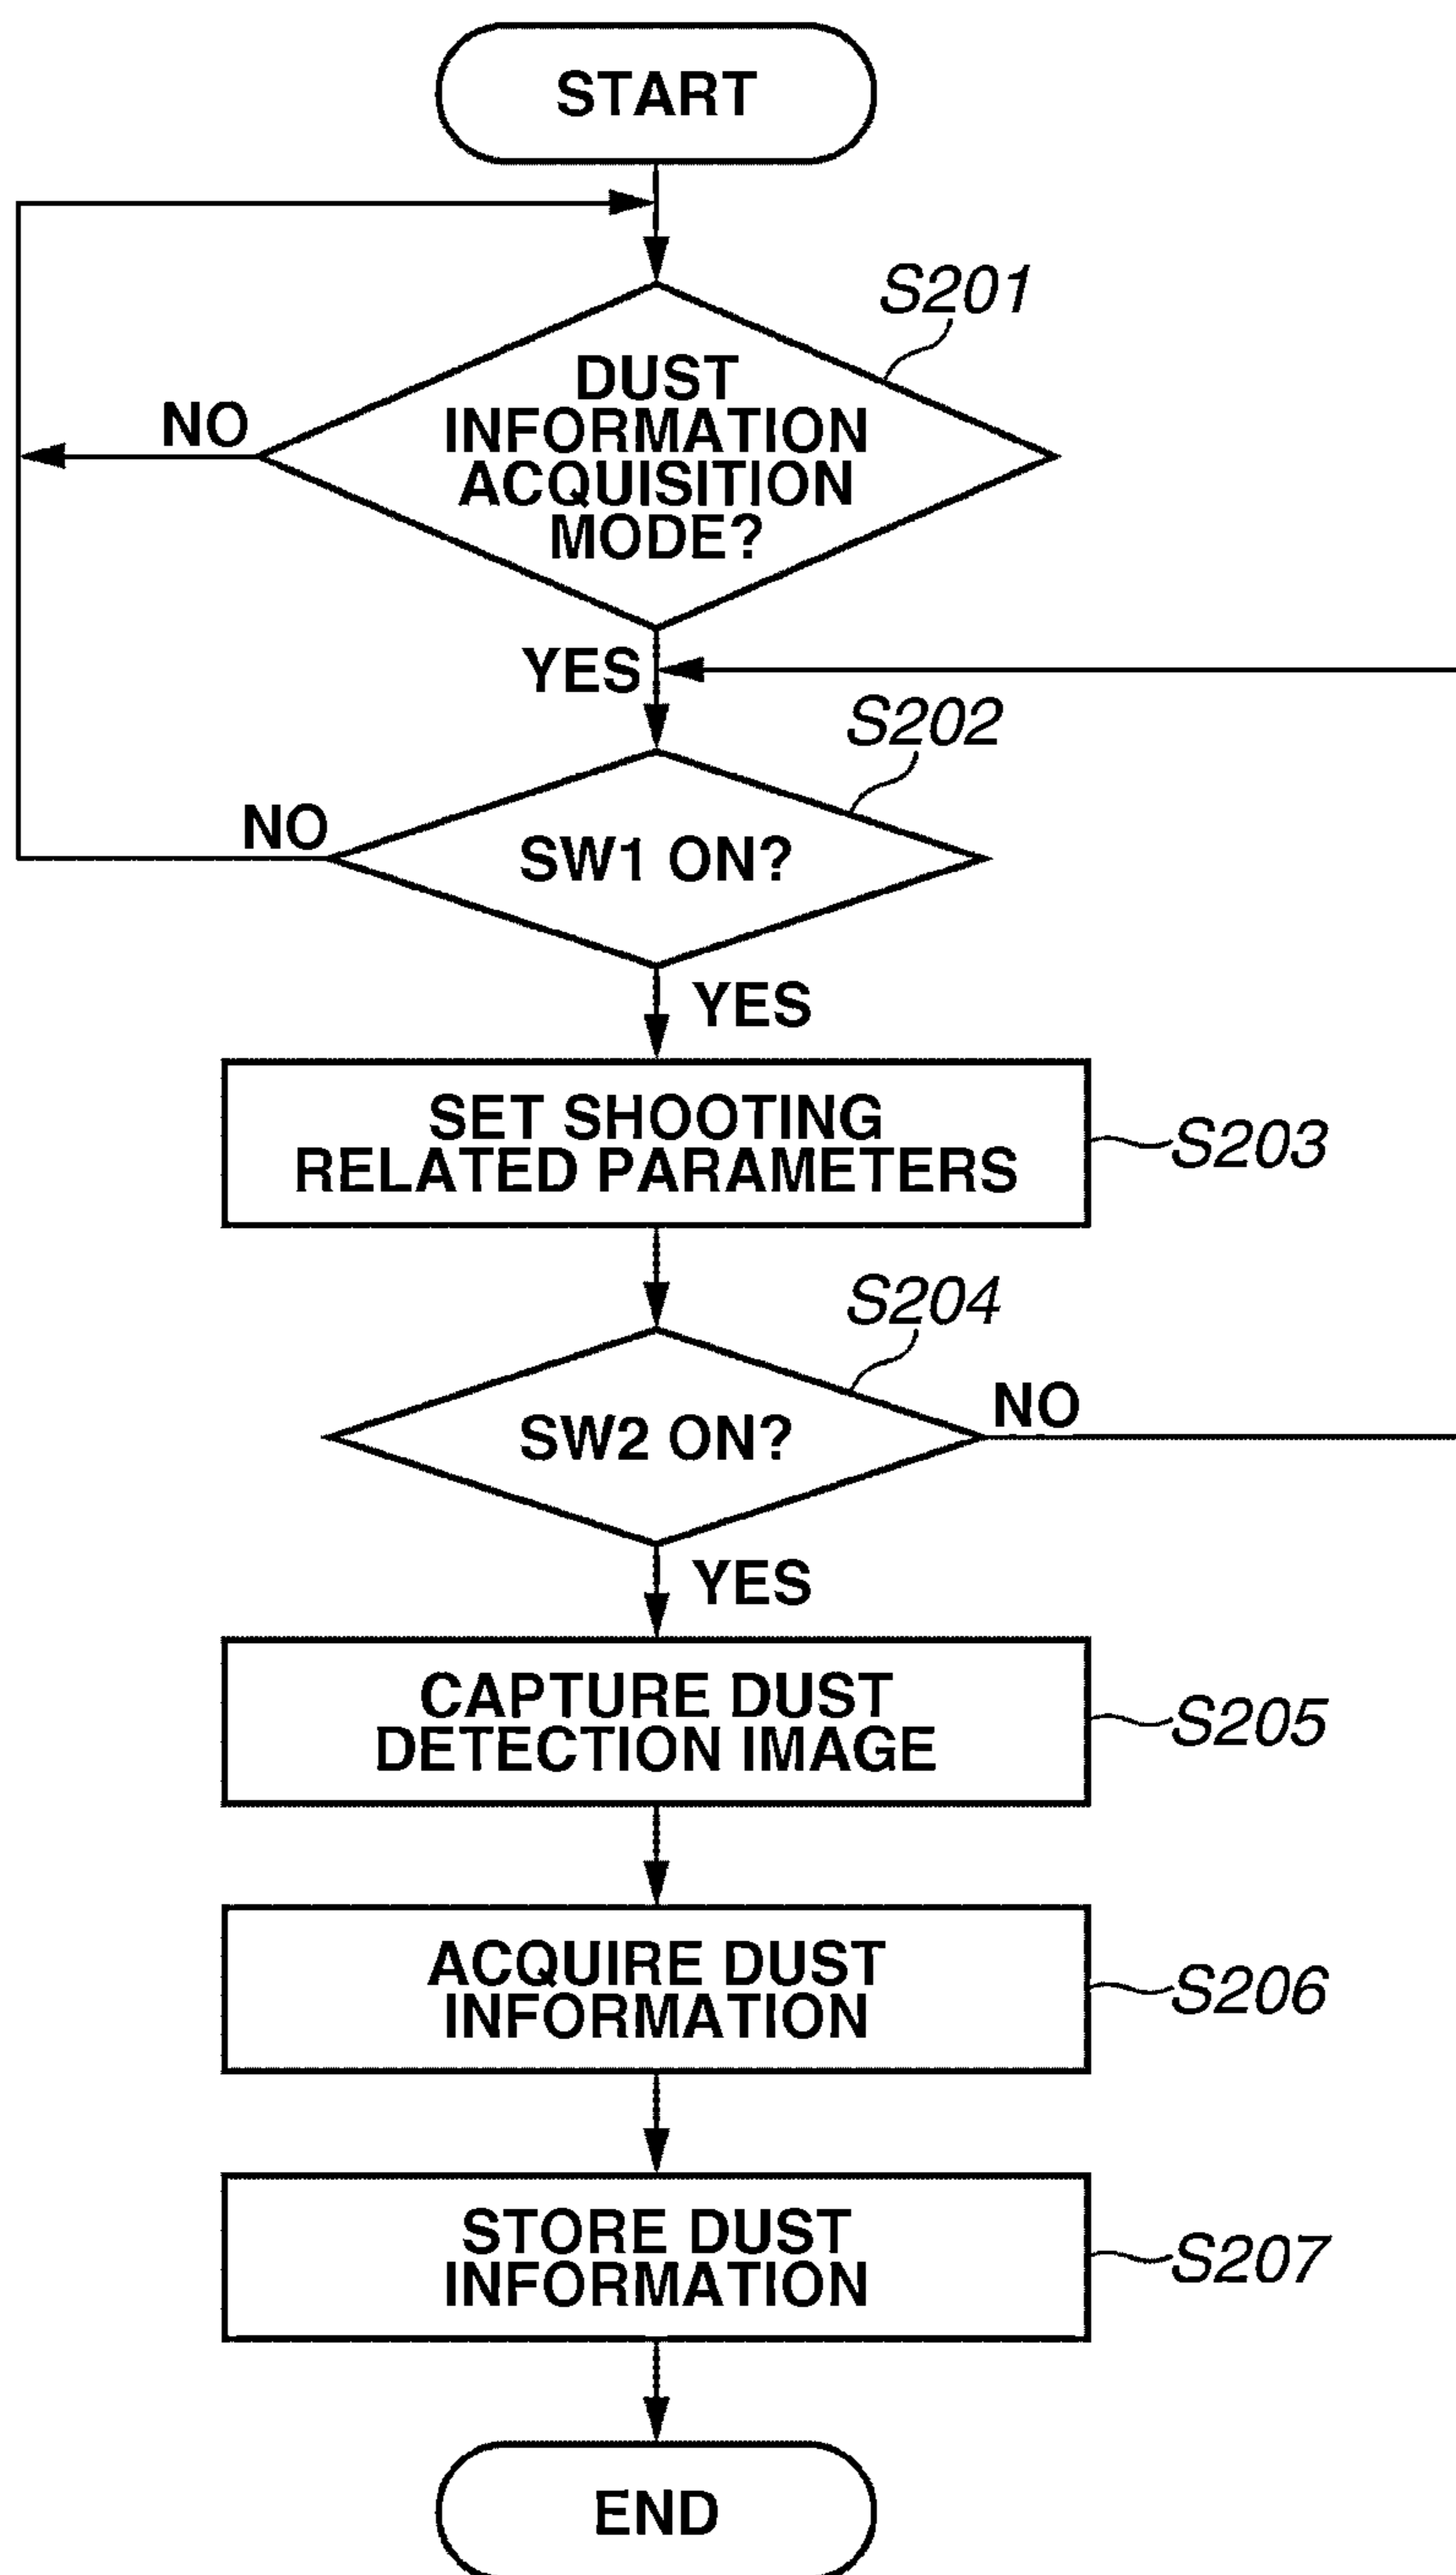 START
S201
DUST
INFORMATION
ACQUISITION
MODE?
NO
YES
S202
SW1 ON?
NO
YES
SET SHOOTING
RELATED PARAMETERS
S203
S204
SW2 ON?
NO
YES
CAPTURE DUST
DETECTION IMAGE
S205
ACQUIRE DUST
INFORMATION
S206
STORE DUST
INFORMATION
S207
END